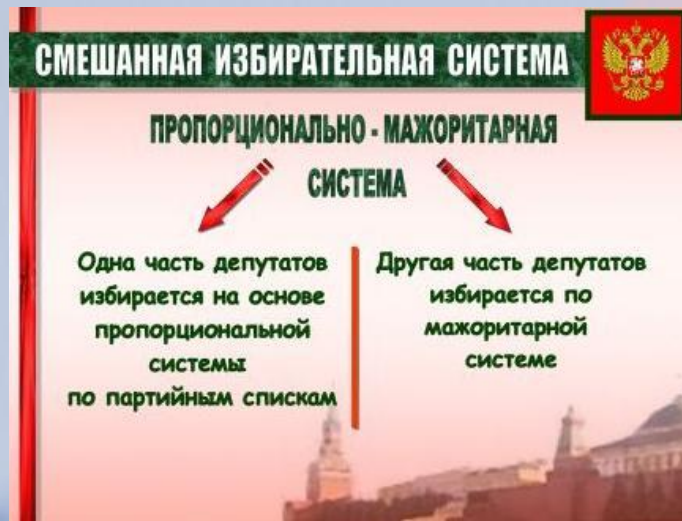 СМЕШАННАЯ ИЗБИРАТЕЛЬНАЯ СИСТЕМА
ПРОПОРЦИОНАЛЬНО - МАЖОРИТАРНАЯ
СИСТЕМА
Одна часть депутатов
избирается на основе
пропорциональной
системы
по партийным спискам
Другая часть депутатов
избирается по
мажоритарной
системе